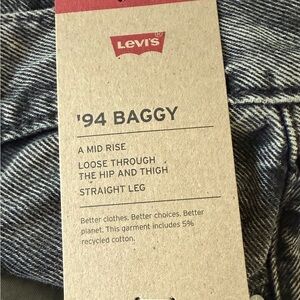 LEVI'S
'94 BAGGY
A MID RISE
LOOSE THROUGH
THE HIP AND THIGH
STRAIGHT LEG
Better clothes. Better choices. Better
planet. This garment includes 5%
recycled cotton.